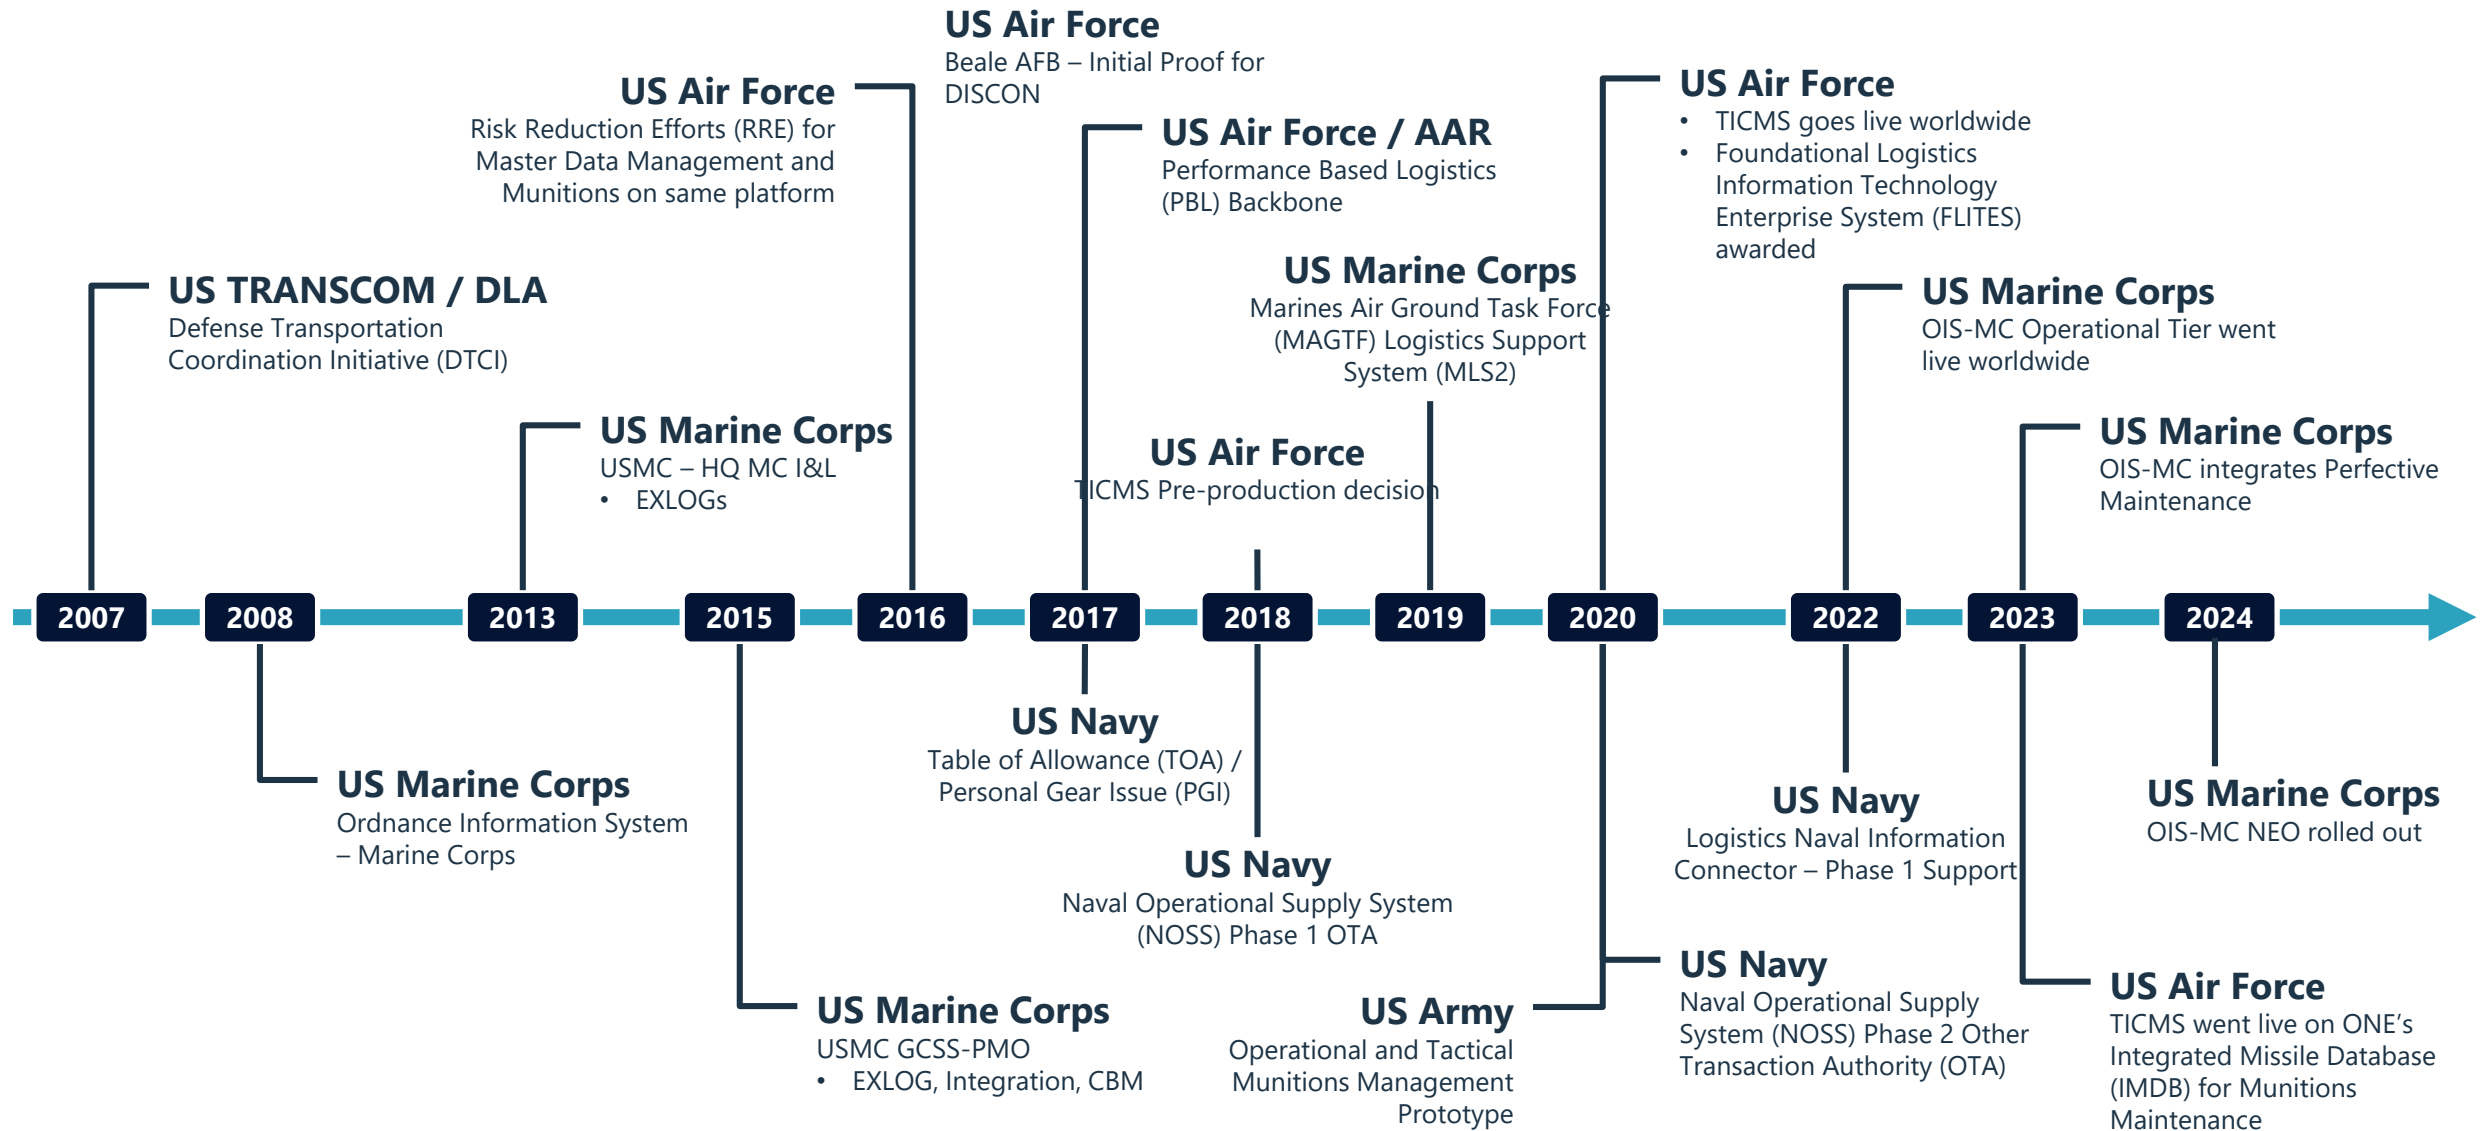 US Air Force
Beale AFB – Initial Proof for
DISCON
US Air Force
Risk Reduction Efforts (RRE) for
Master Data Management and
Munitions on same platform
US Air Force / AAR
Performance Based Logistics
(PBL) Backbone
US Air Force
• TICMS goes live worldwide
• Foundational Logistics
Information Technology
Enterprise System (FLITES)
awarded
US TRANSCOM / DLA
Defense Transportation
Coordination Initiative (DTCI)
US Marine Corps
Marines Air Ground Task Force
(MAGTF) Logistics Support
System (MLS2)
US Marine Corps
OIS-MC Operational Tier went
live worldwide
US Marine Corps
USMC – HQ MC I&L
• EXLOGs
US Air Force
TICMS Pre-production decision
US Marine Corps
OIS-MC integrates Perfective
Maintenance
2007 2008 2013 2015 2016 2017 2018 2019 2020 2022 2023 2024
US Marine Corps
Ordnance Information System
– Marine Corps
US Navy
Table of Allowance (TOA) /
Personal Gear Issue (PGI)
US Navy
Naval Operational Supply System
(NOSS) Phase 1 OTA
US Navy
Logistics Naval Information
Connector – Phase 1 Support
US Marine Corps
OIS-MC NEO rolled out
US Marine Corps
USMC GCSS-PMO
• EXLOG, Integration, CBM
US Army
Operational and Tactical
Munitions Management
Prototype
US Navy
Naval Operational Supply
System (NOSS) Phase 2 Other
Transaction Authority (OTA)
US Air Force
TICMS went live on ONE’s
Integrated Missile Database
(IMDB) for Munitions
Maintenance